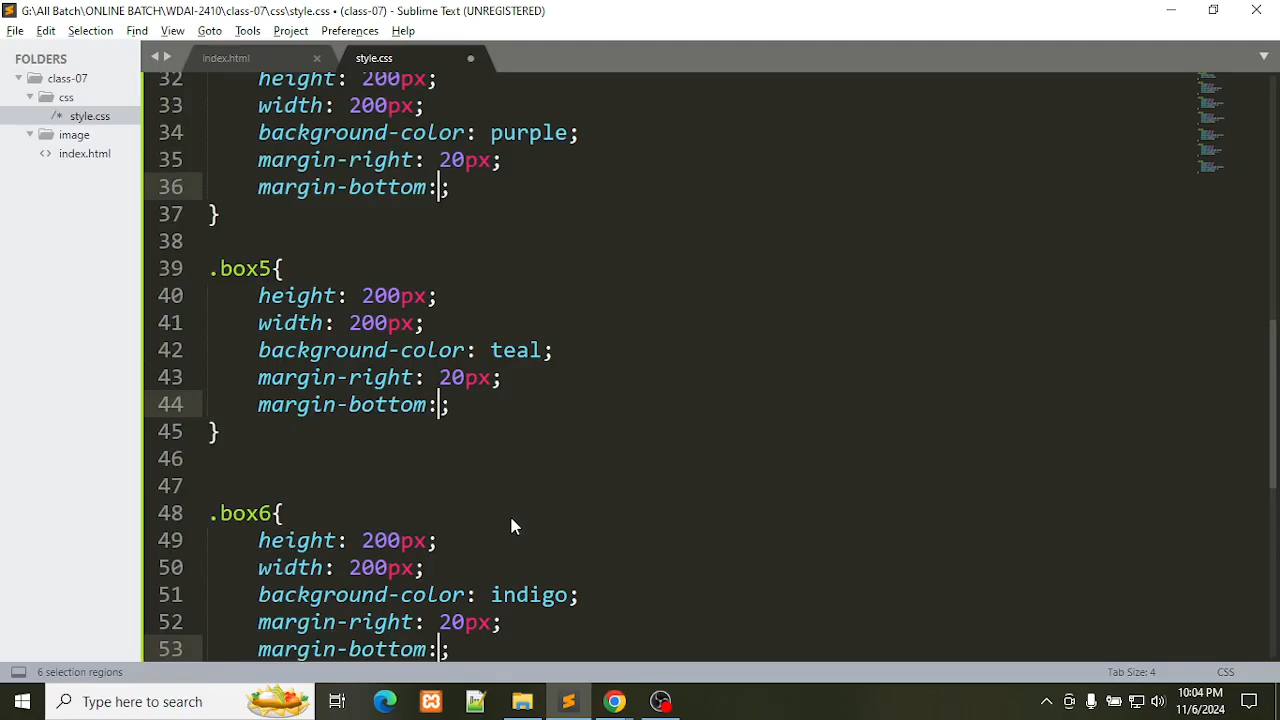 G:\All Batch\ONLINE BATCH\WDAI-2410\class-07\css\style.css • (class-07) - Sublime Text (UNREGISTERED)
File Edit Selection Find View Goto Tools Project Preferences Help
FOLDERS
class-07
css
/* style.css
image
<> index.html
index.html ×
style.css •
32 height: 200px;
33 width: 200px;
34 background-color: purple;
35 margin-right: 20px;
36 margin-bottom:;
37 }
38
39 .box5{
40 height: 200px;
41 width: 200px;
42 background-color: teal;
43 margin-right: 20px;
44 margin-bottom:;
45 }
46
47
48 .box6{
49 height: 200px;
50 width: 200px;
51 background-color: indigo;
52 margin-right: 20px;
53 margin-bottom:;
6 selection regions
Tab Size: 4
CSS
Type here to search
10:04 PM
11/6/2024